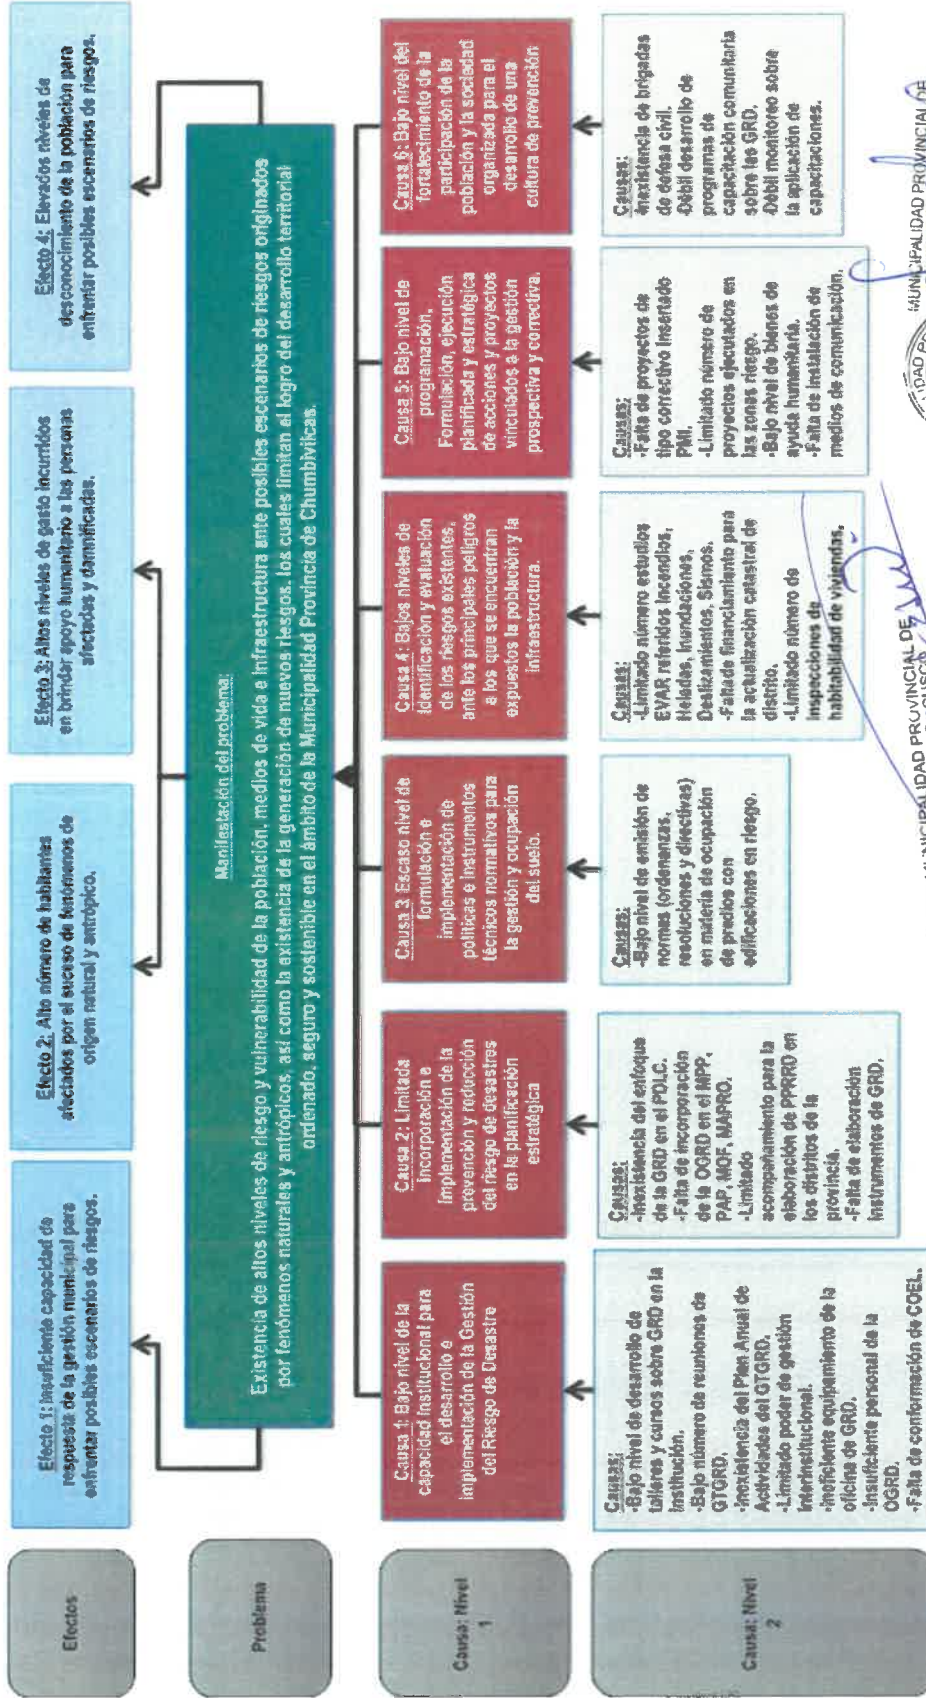 Efectos
Efecto 1: Insuficiente capacidad de
respuesta de la gestión municipal para
enfrentar posibles escenarios de riesgos.
Efecto 2: Alto número de habitantes
afectados por el suceso de fenómenos de
origen natural y antrópico.
Efecto 3: Altos niveles de gasto incurridos
en brindar apoyo humanitario a las personas
afectadas y damnificadas.
Efecto 4: Elevados niveles de
desconocimiento de la población para
enfrentar posibles escenarios de riesgos.
Problema
Manifestación del problema:
Existencia de altos niveles de riesgo y vulnerabilidad de la población, medios de vida e infraestructura ante posibles escenarios de riesgos originados
por fenómenos naturales y antrópicos, así como la existencia de la generación de nuevos riesgos, los cuales limitan el logro del desarrollo territorial
ordenado, seguro y sostenible en el ámbito de la Municipalidad Provincia de Chumbivilcas.
Causa: Nivel
1
Causa 1: Bajo nivel de la
capacidad institucional para
el desarrollo e
implementación de la Gestión
del Riesgo de Desastre
Causa 2: Limitada
incorporación e
implementación de la
prevención y reducción
del riesgo de desastres
en la planificación
estratégica
Causa 3: Escaso nivel de
formulación e
implementación de
políticas e instrumentos
técnicos normativos para
la gestión y ocupación
del suelo.
Causa 4: Bajos niveles de
identificación y evaluación
de los riesgos existentes,
ante los principales peligros
a los que se encuentran
expuestos la población y la
infraestructura.
Causa 5: Bajo nivel de
programación,
Formulación, ejecución
planificada y estratégica
de acciones y proyectos
vinculados a la gestión
prospectiva y correctiva.
Causa 6: Bajo nivel del
fortalecimiento de la
participación de la
población y la sociedad
organizada para el
desarrollo de una
cultura de prevención
Causa: Nivel
2
Causas:
-Bajo nivel de desarrollo de
talleres y cursos sobre GRD en la
Institución.
-Bajo número de reuniones de
GTGRD.
-Inexistencia del Plan Anual de
Actividades del GTGRD.
-Limitado poder de gestión
interinstitucional.
-Ineficiente equipamiento de la
oficina de GRD.
-Insuficiente personal de la
OGRD.
-Falta de conformación de COEL.
Causas:
-Inexistencia del enfoque
de la GRD en el PDLC.
-Falta de incorporación
de la OGRD en el MPP,
PAP, MOF, MAPRO.
-Limitado
acompañamiento para la
elaboración de PPRRD en
los distritos de la
provincia.
-Falta de elaboración
instrumentos de GRD.
Causas:
-Bajo nivel de emisión de
normas (ordenanzas,
resoluciones y directivas)
en materia de ocupación
de predios con
edificaciones en riesgo.
Causas:
-Limitado número estudios
EVAR referidos Incendios,
Heladas, Inundaciones,
Deslizamientos, Sismos.
-Falta de financiamiento para
la actualización catastral de
distrito.
-Limitado número de
inspecciones de
habitabilidad de viviendas.
Causas:
-Falta de proyectos de
tipo correctivo insertado
PMI.
-Limitado número de
proyectos ejecutados en
las zonas riesgo.
-Bajo nivel de bienes de
ayuda humanitaria.
-Falta de instalación de
medios de comunicación.
Causas:
-Inexistencia de brigadas
de defesa civil.
-Débil desarrollo de
programas de
capacitación comunitaria
sobre las GRD.
-Débil monitoreo sobre
la aplicación de
capacitaciones.
MUNICIPALIDAD PROVINCIAL DE
MUNICIPALIDAD PROVINCIAL DE